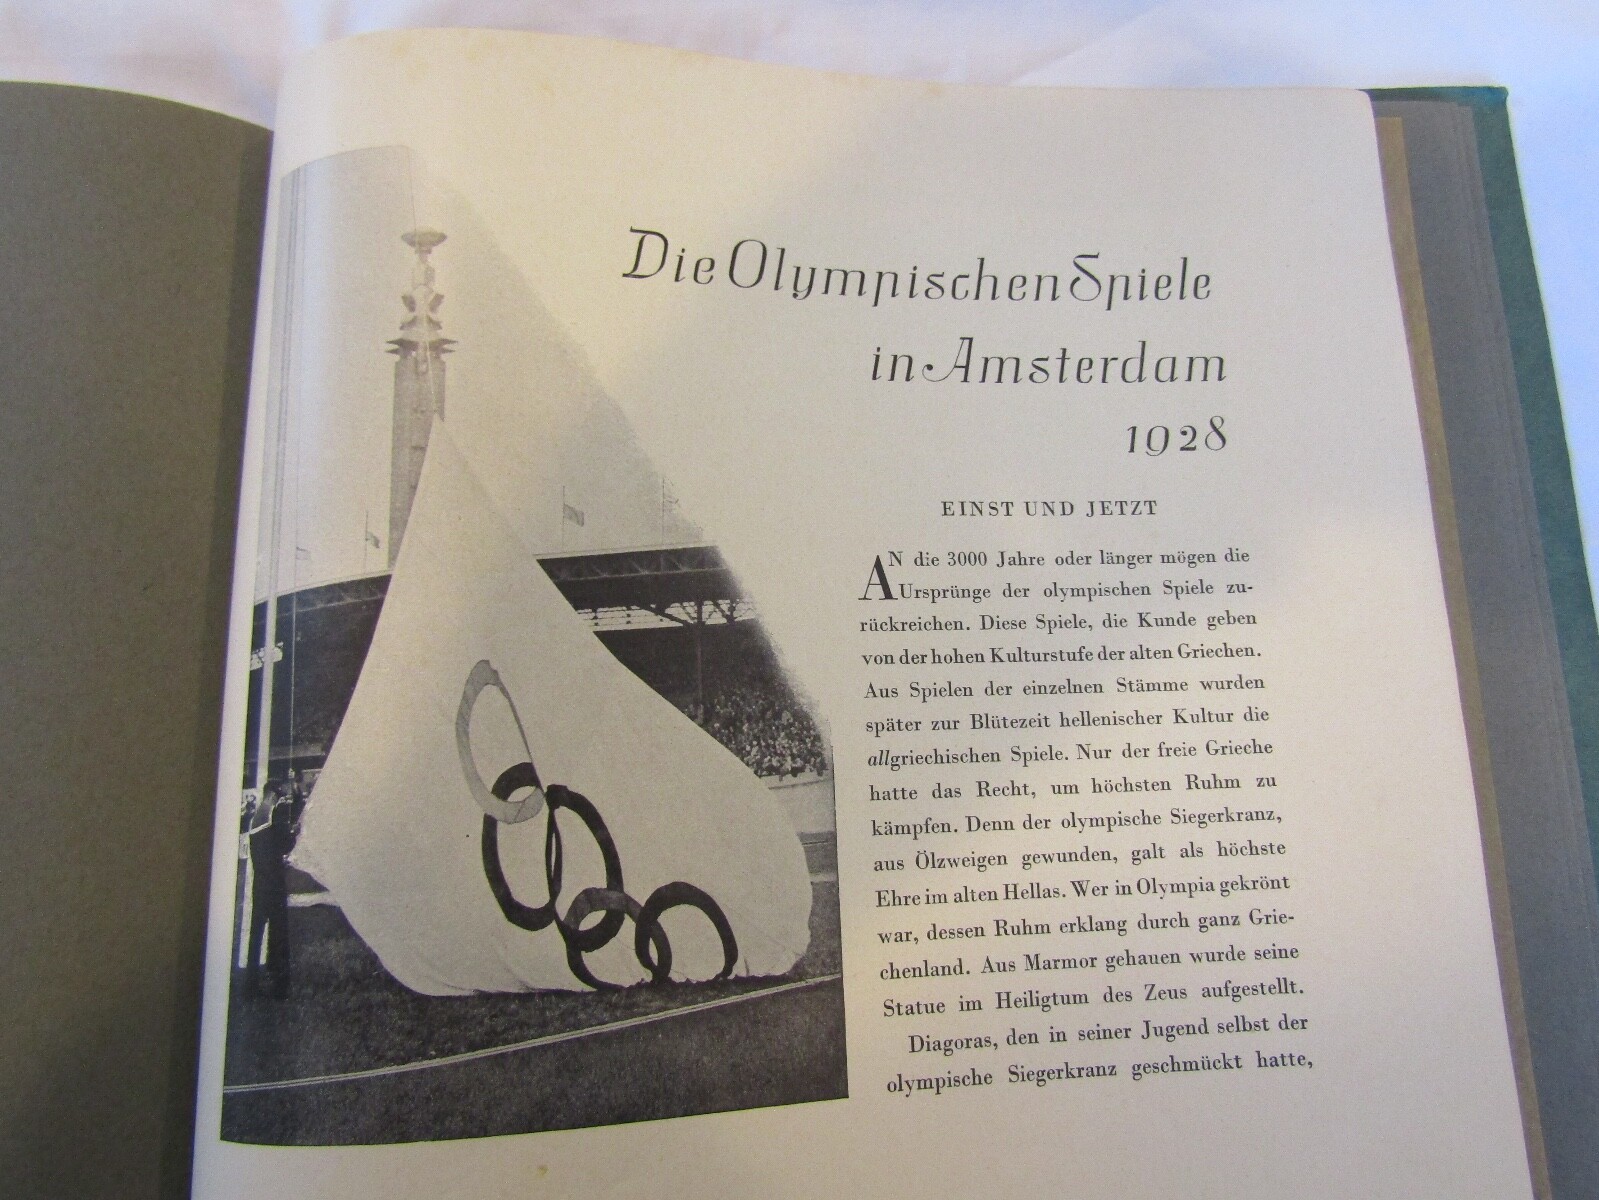 Die Olympischen Spiele
in Amsterdam
1928
EINST UND JETZT
AN die 3000 Jahre oder länger mögen die
Ursprünge der olympischen Spiele zu-
rückreichen. Diese Spiele, die Kunde geben
von der hohen Kulturstufe der alten Griechen.
Aus Spielen der einzelnen Stämme wurden
später zur Blütezeit hellenischer Kultur die
allgriechischen Spiele. Nur der freie Grieche
hatte das Recht, um höchsten Ruhm zu
kämpfen. Denn der olympische Siegerkranz,
aus Ölzweigen gewunden, galt als höchste
Ehre im alten Hellas. Wer in Olympia gekrönt
war, dessen Ruhm erklang durch ganz Grie-
chenland. Aus Marmor gehauen wurde seine
Statue im Heiligtum des Zeus aufgestellt.
Diagoras, den in seiner Jugend selbst der
olympische Siegerkranz geschmückt hatte,